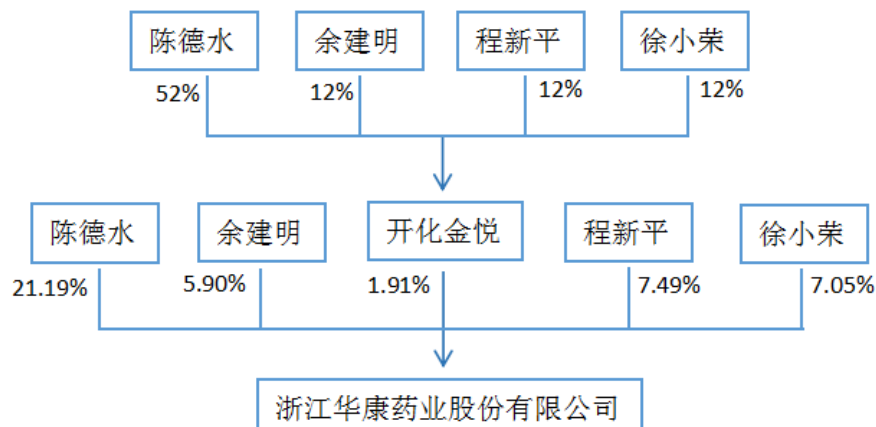 陈德水 余建明 程新平 徐小荣
52% 12% 12% 12%
陈德水 余建明 开化金悦 程新平 徐小荣
21.19% 5.90% 1.91% 7.49% 7.05%
浙江华康药业股份有限公司